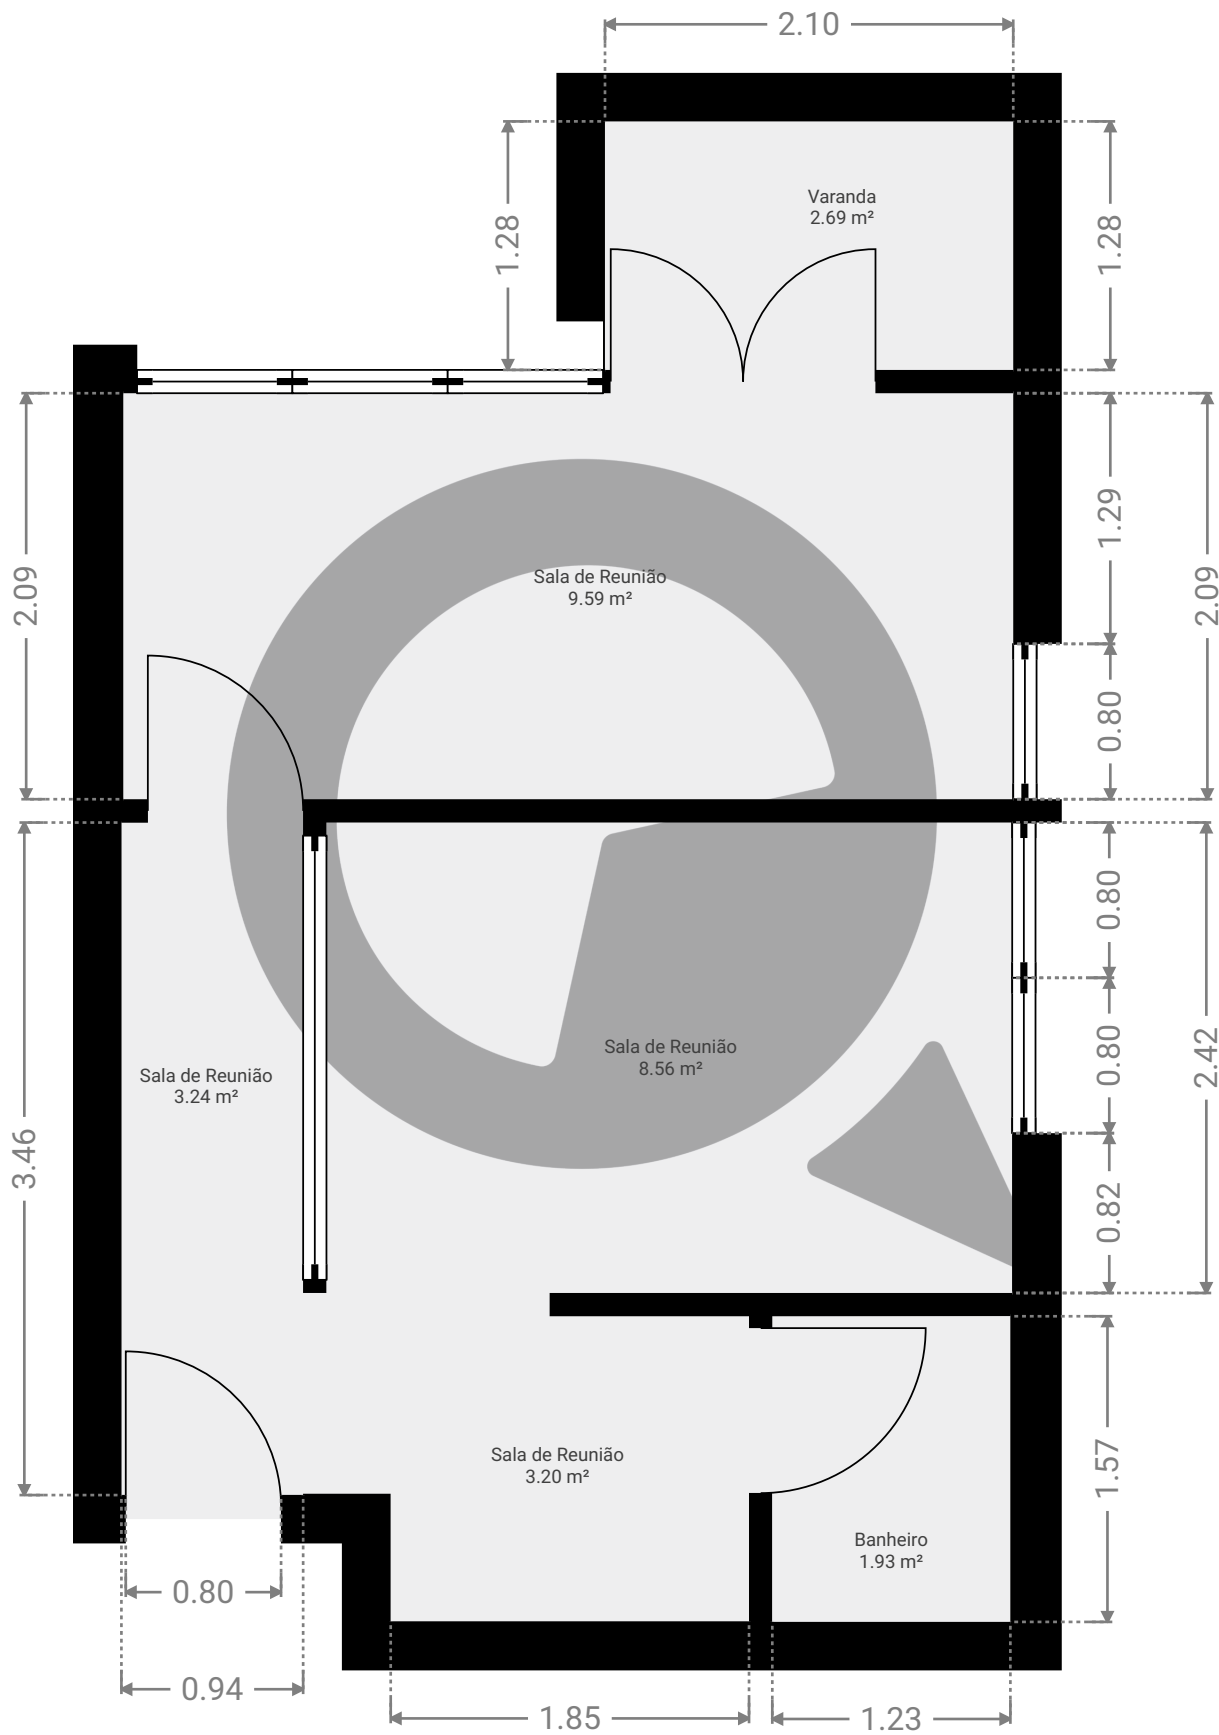 2.10
Varanda
2.69 m²
1.28
1.28
1.29
2.09
Sala de Reunião
9.59 m²
2.09
0.80
0.80
Sala de Reunião
8.56 m²
0.80
2.42
Sala de Reunião
3.24 m²
3.46
0.82
Sala de Reunião
3.20 m²
1.57
Banheiro
1.93 m²
0.80
0.94
1.85
1.23